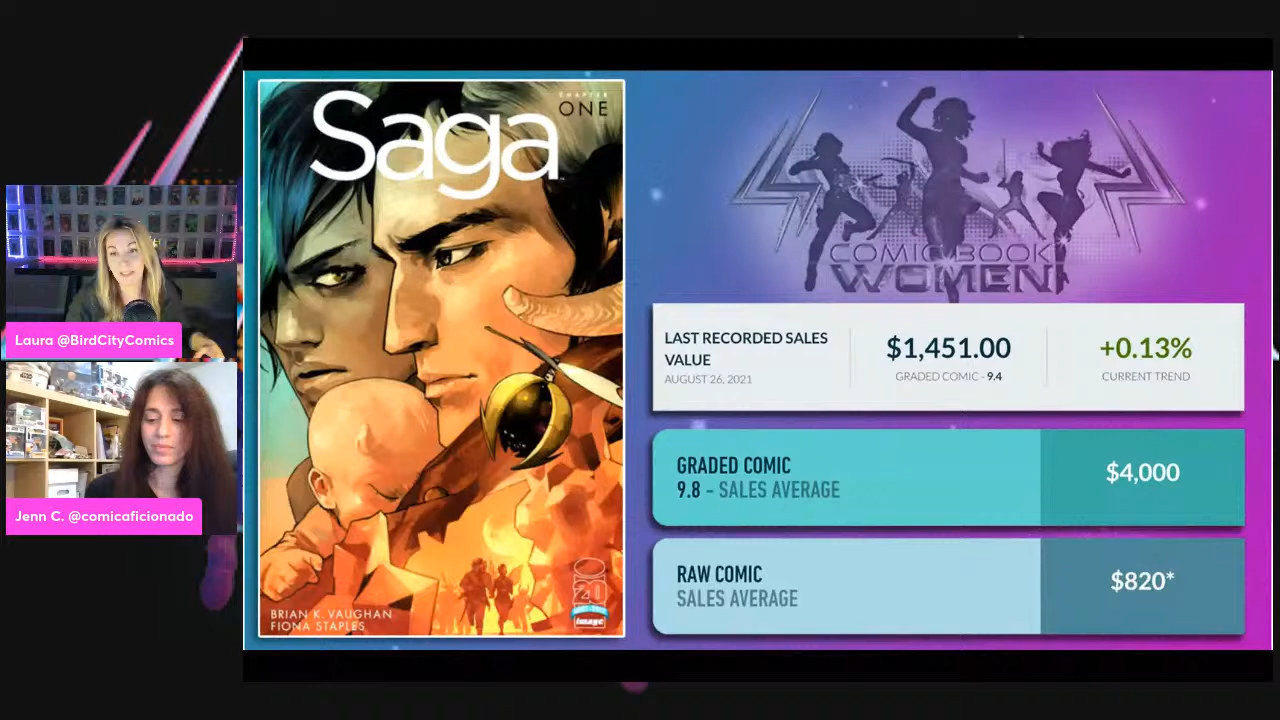 Laura @BirdCityComics
Jenn C. @comicaficionado
CHAPTER
ONE
Saga
BRIAN K. VAUGHAN
FIONA STAPLES
20
image
COMIC BOOK
WOMEN
LAST RECORDED SALES
VALUE
AUGUST 26, 2021
$1,451.00
GRADED COMIC - 9.4
+0.13%
CURRENT TREND
GRADED COMIC
9.8 - SALES AVERAGE
$4,000
RAW COMIC
SALES AVERAGE
$820*